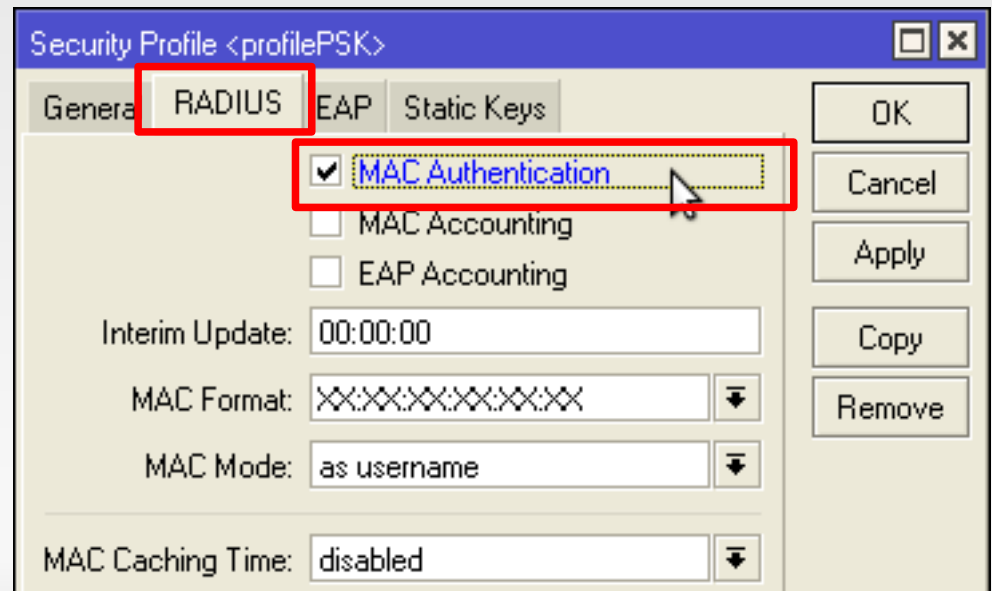 Security Profile <profilePSK>
General RADIUS EAP Static Keys
OK
MAC Authentication
Cancel
MAC Accounting
Apply
EAP Accounting
Interim Update: 00:00:00
Copy
MAC Format: XX:XX:XX:XX:XX:XX
Remove
MAC Mode: as username
MAC Caching Time: disabled